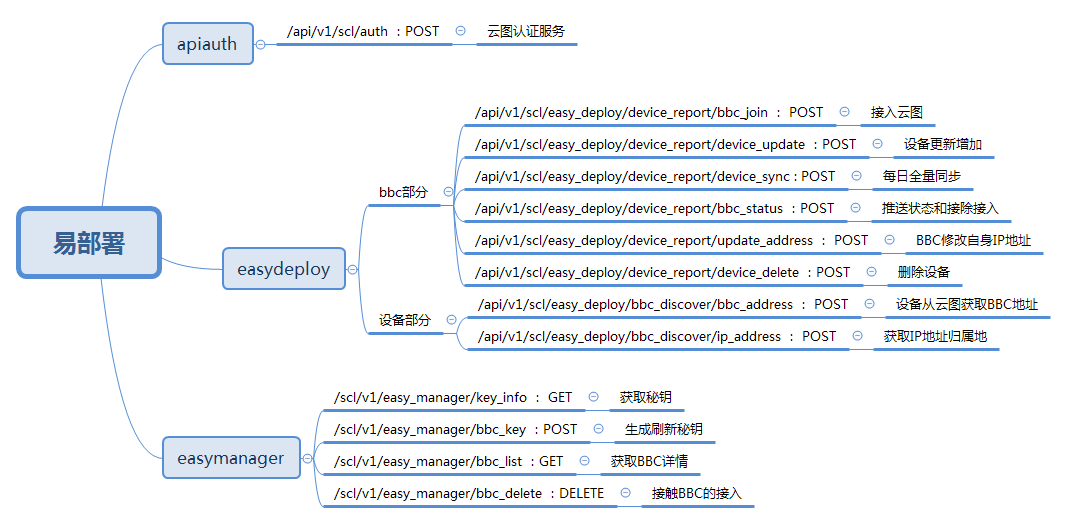 易部署
apiauth
/api/v1/scl/auth : POST 云图认证服务
easydeploy
bbc部分
/api/v1/scl/easy_deploy/device_report/bbc_join : POST 接入云图
/api/v1/scl/easy_deploy/device_report/device_update : POST 设备更新增加
/api/v1/scl/easy_deploy/device_report/device_sync : POST 每日全量同步
/api/v1/scl/easy_deploy/device_report/bbc_status : POST 推送状态和接除接入
/api/v1/scl/easy_deploy/device_report/update_address : POST BBC修改自身IP地址
/api/v1/scl/easy_deploy/device_report/device_delete : POST 删除设备
设备部分
/api/v1/scl/easy_deploy/bbc_discover/bbc_address : POST 设备从云图获取BBC地址
/api/v1/scl/easy_deploy/bbc_discover/ip_address : POST 获取IP地址归属地
easymanager
/scl/v1/easy_manager/key_info : GET 获取秘钥
/scl/v1/easy_manager/bbc_key : POST 生成刷新秘钥
/scl/v1/easy_manager/bbc_list : GET 获取BBC详情
/scl/v1/easy_manager/bbc_delete : DELETE 接触BBC的接入